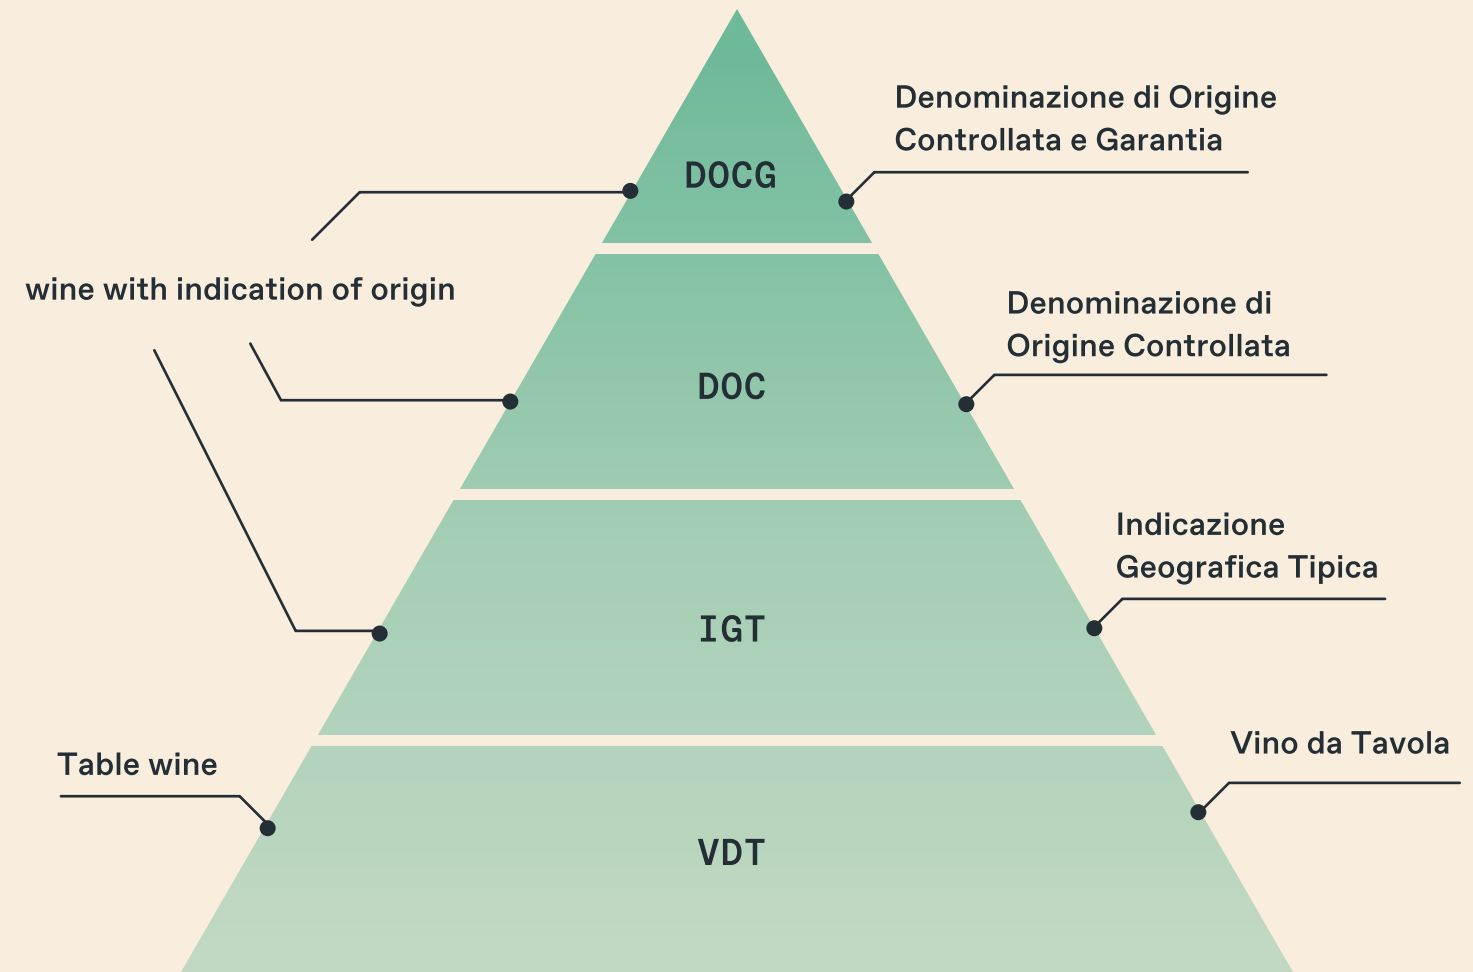 Denominazione di Origine
Controllata e Garantia
DOCG
wine with indication of origin
Denominazione di
Origine Controllata
DOC
Indicazione
Geografica Tipica
IGT
Vino da Tavola
Table wine
VDT